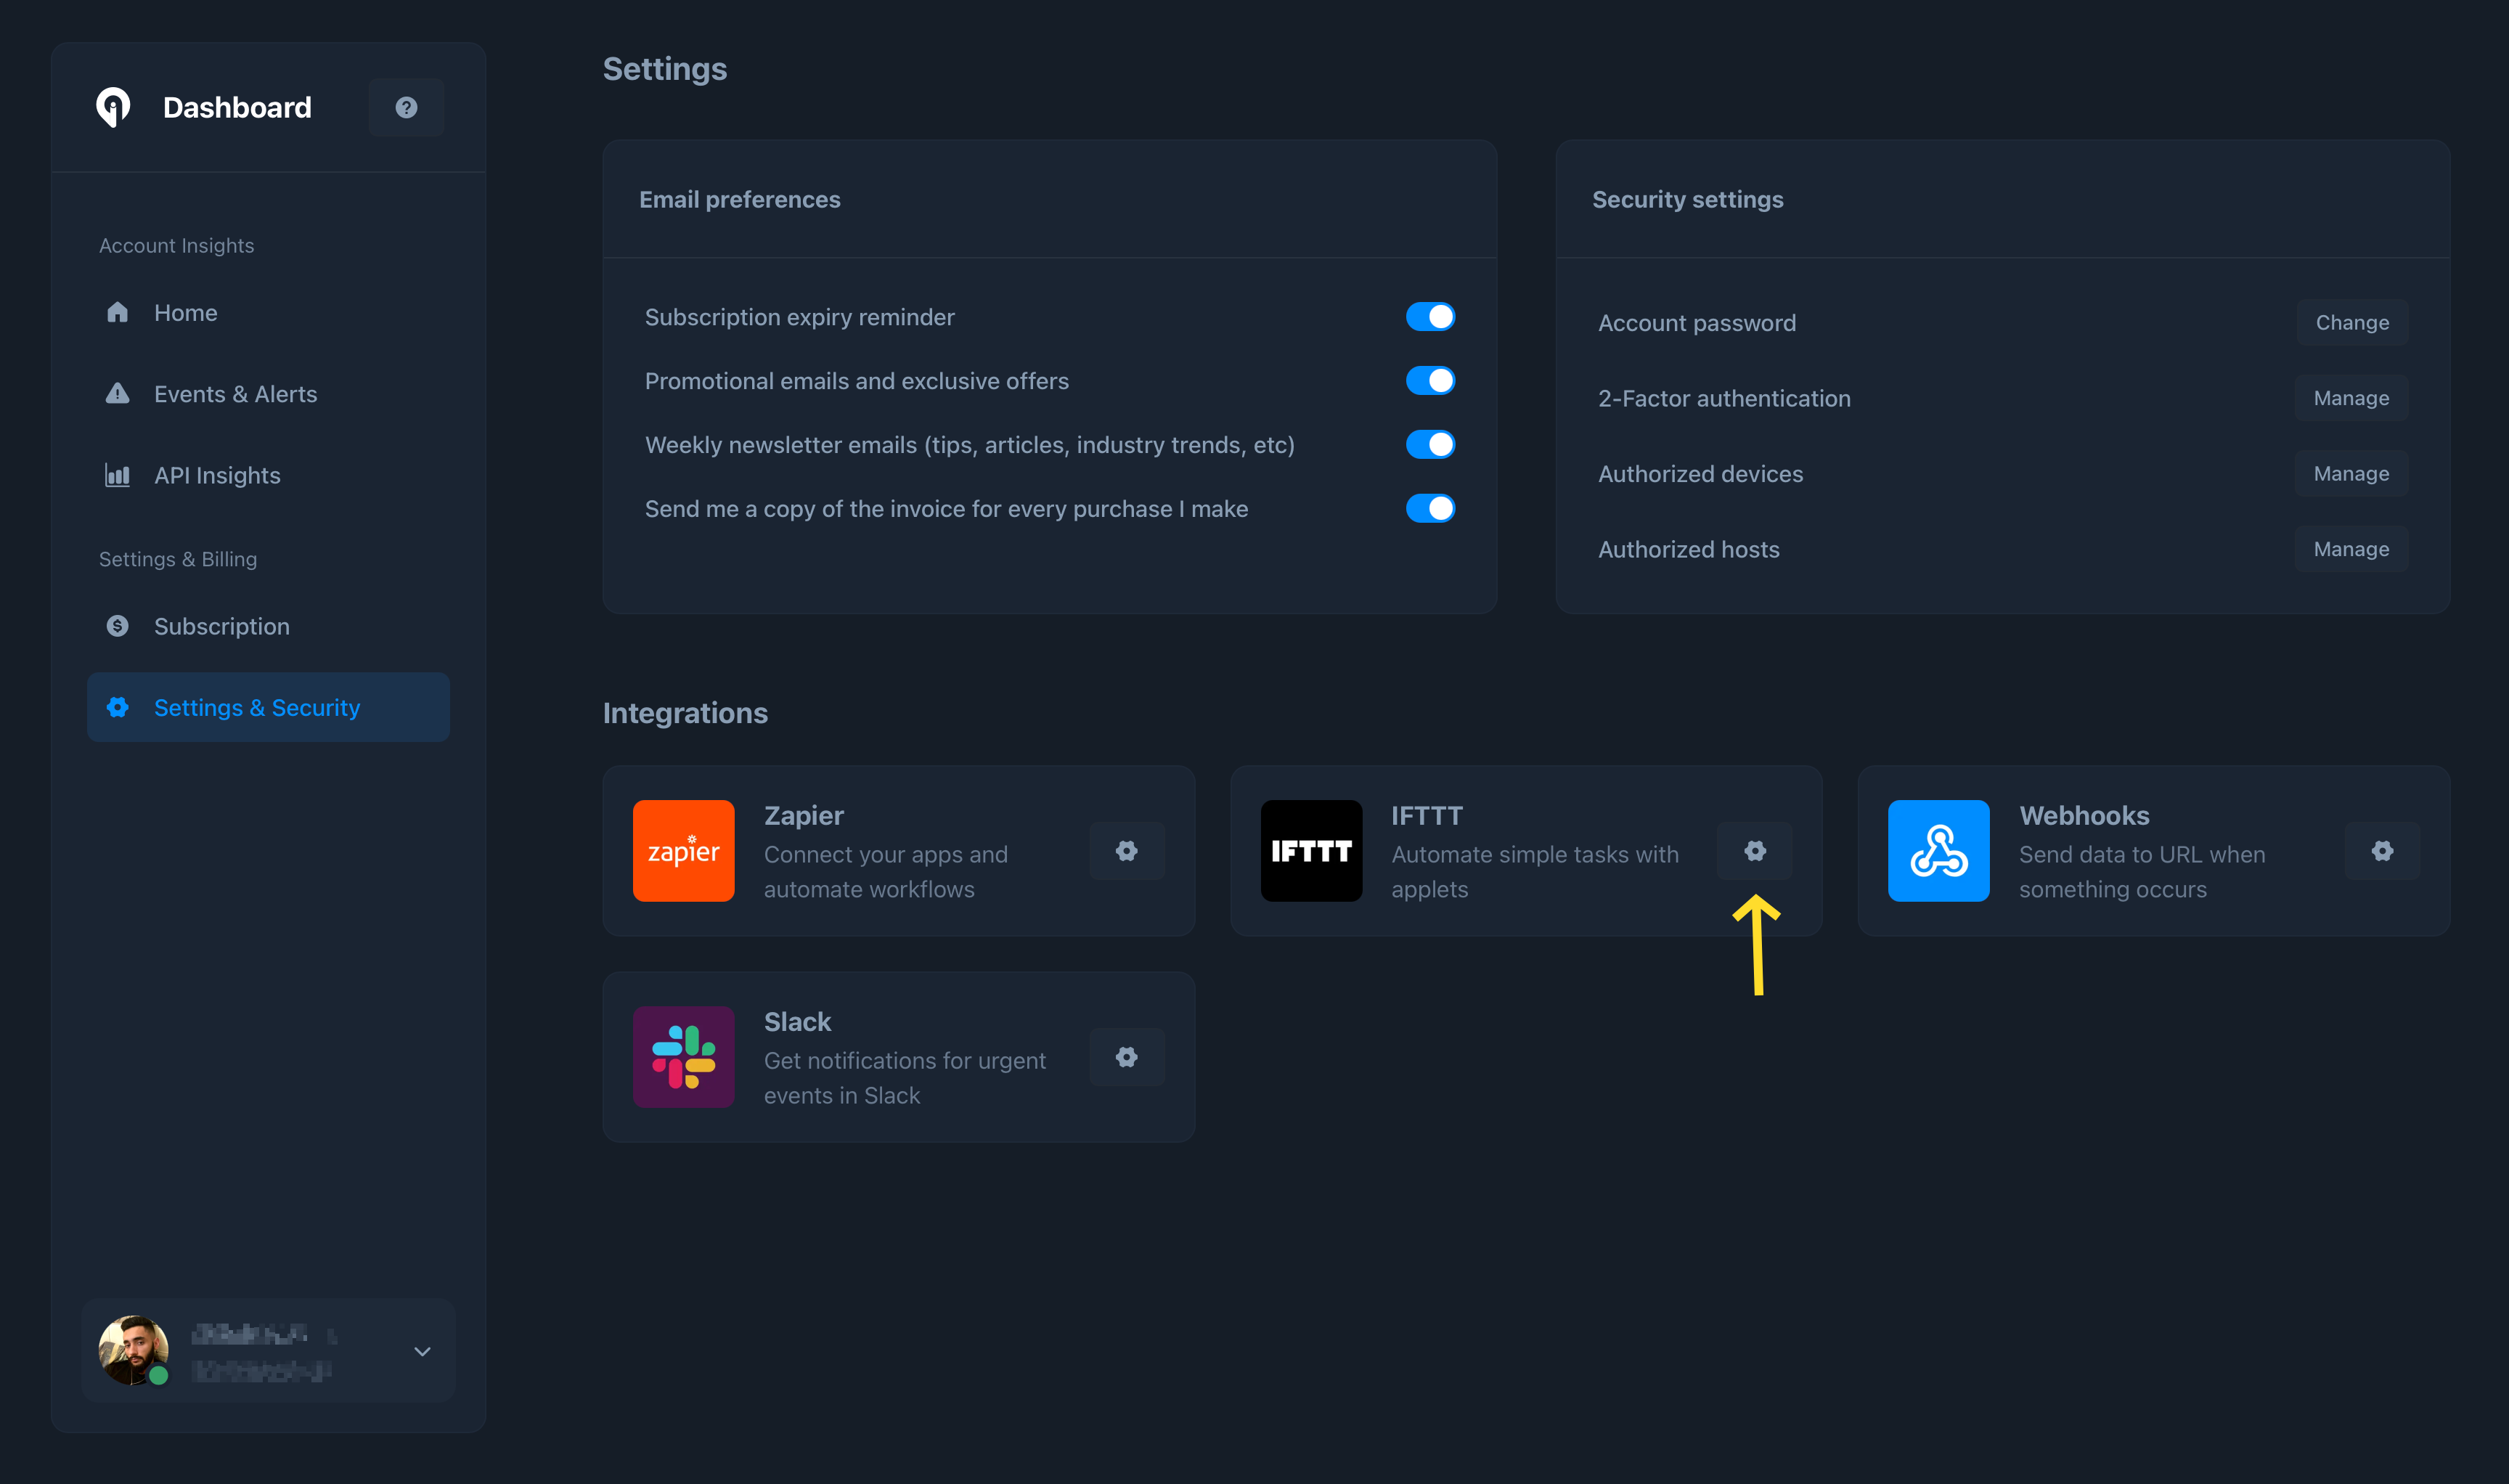 Dashboard
Account Insights
Home
Events & Alerts
API Insights
Settings & Billing
Subscription
Settings & Security
Settings
Email preferences
Subscription expiry reminder
Promotional emails and exclusive offers
Weekly newsletter emails (tips, articles, industry trends, etc)
Send me a copy of the invoice for every purchase I make
Security settings
Account password
Change
2-Factor authentication
Manage
Authorized devices
Manage
Authorized hosts
Manage
Integrations
zapier
Zapier
Connect your apps and
automate workflows
IFTTT
IFTTT
Automate simple tasks with
applets
Webhooks
Send data to URL when
something occurs
Slack
Get notifications for urgent
events in Slack